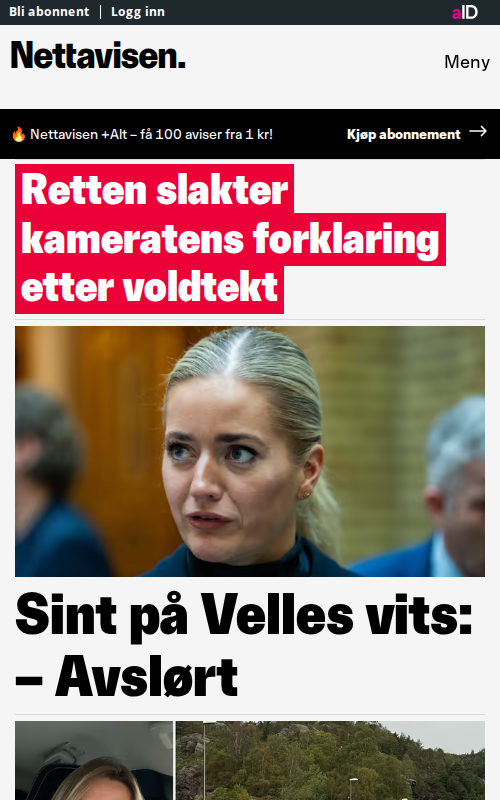 Bli abonnent
Logg inn
aID
Nettavisen.
Meny
🔥 Nettavisen +Alt – få 100 aviser fra 1 kr!
Kjøp abonnement →
Retten slakter
kameratens forklaring
etter voldtekt
Sint på Velles vits:
– Avslørt